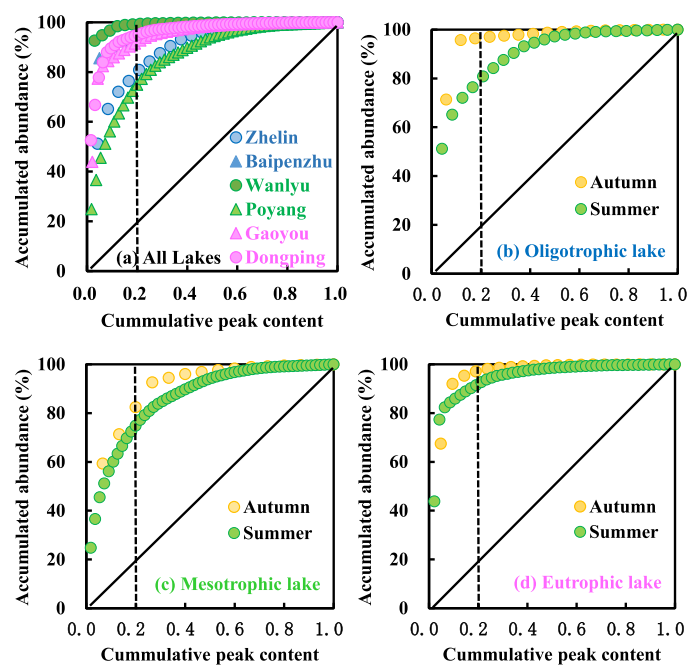 Accumulated abundance (%)
100
80
60
40
20
0
Zhelin
Baipenzhu
Wanlyu
Poyang
Gaoyou
Dongping
(a) All Lakes
0.0 0.2 0.4 0.6 0.8 1.0
Cummulative peak content
Accumulated abundance (%)
100
80
60
40
20
0
Autumn
Summer
(b) Oligotrophic lake
0.0 0.2 0.4 0.6 0.8 1.0
Cummulative peak content
Accumulated abundance (%)
100
80
60
40
20
0
Autumn
Summer
(c) Mesotrophic lake
0.0 0.2 0.4 0.6 0.8 1.0
Cummulative peak content
Accumulated abundance (%)
100
80
60
40
20
0
Autumn
Summer
(d) Eutrophic lake
0.0 0.2 0.4 0.6 0.8 1.0
Cummulative peak content